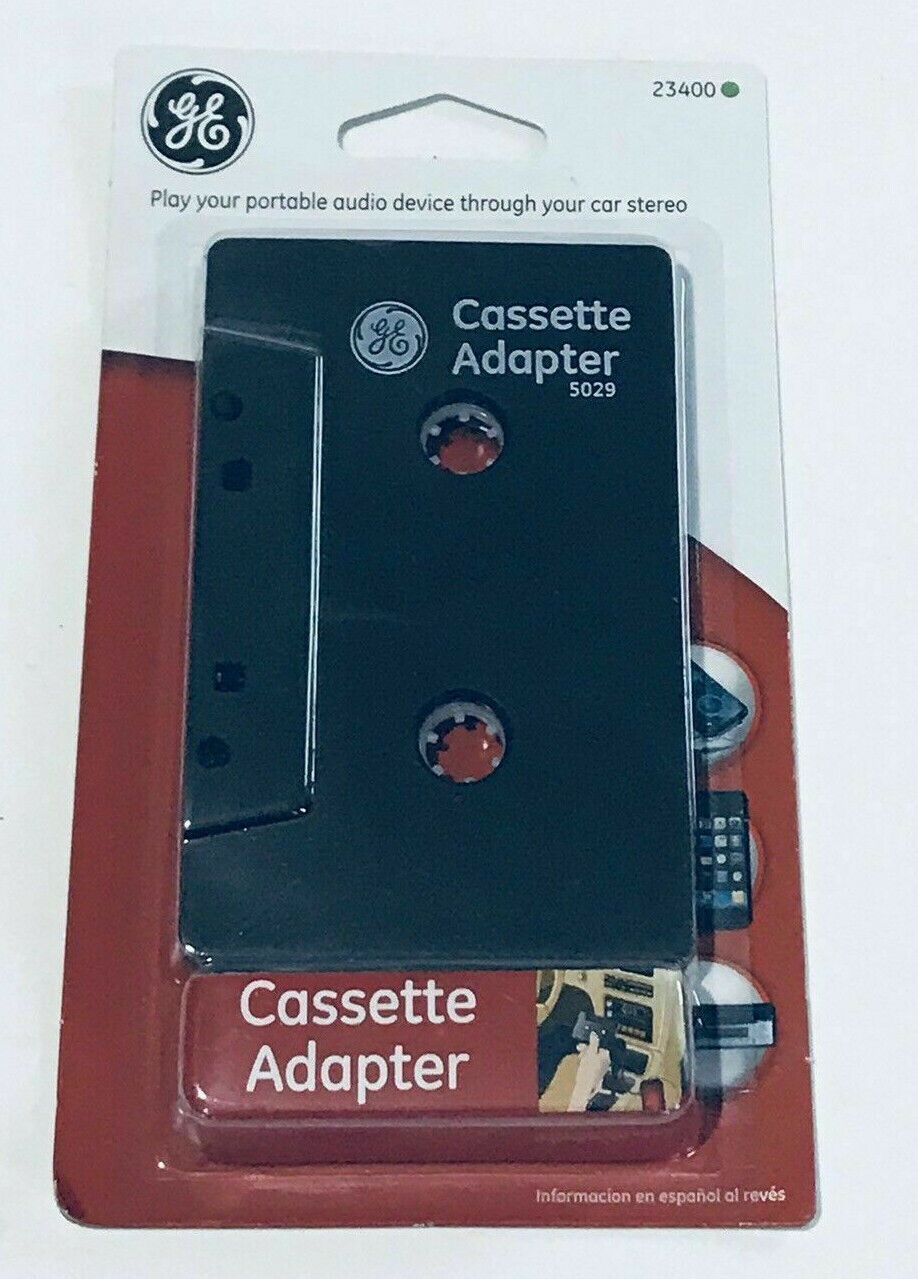 GE
23400
Play your portable audio device through your car stereo
GE
Cassette
Adapter
5029
Cassette
Adapter
Informacion en español al revés